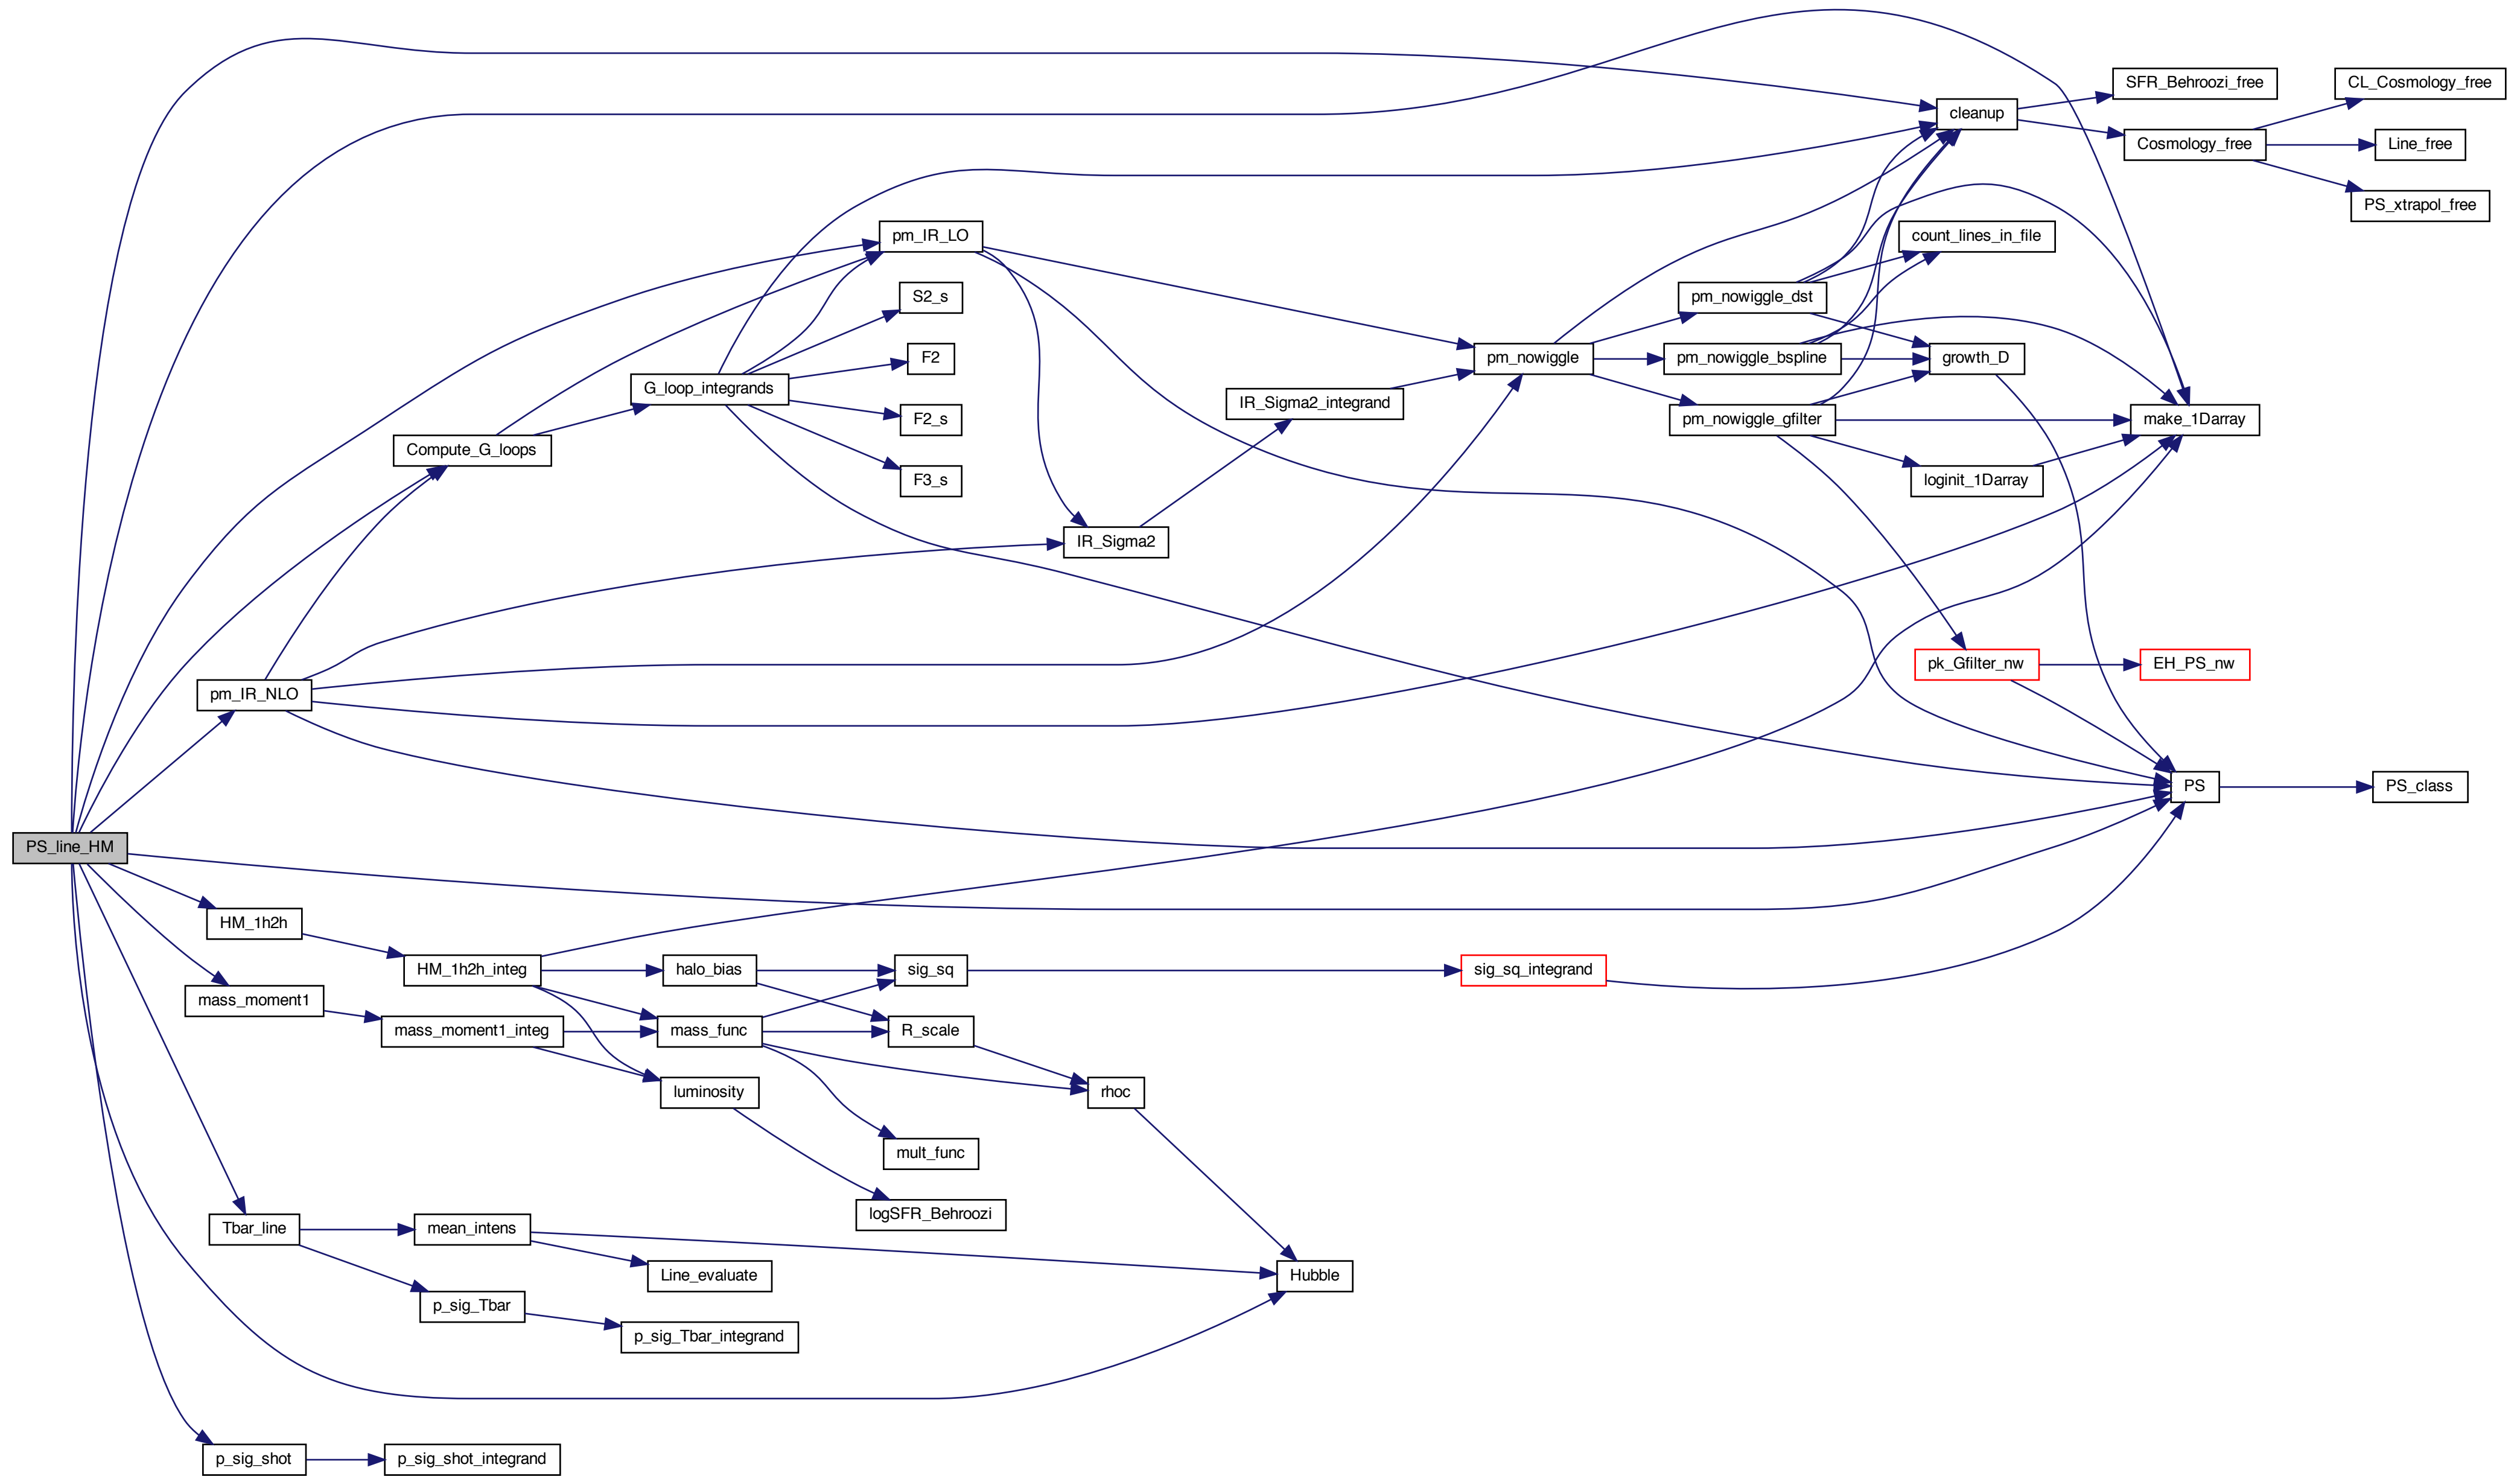 SFR_Behroozi_free
CL_Cosmology_free
cleanup
Cosmology_free
Line_free
PS_xtrapol_free
pm_IR_LO
count_lines_in_file
S2_s
pm_nowiggle_dst
F2
pm_nowiggle
pm_nowiggle_bspline
growth_D
G_loop_integrands
IR_Sigma2_integrand
F2_s
pm_nowiggle_gfilter
make_1Darray
Compute_G_loops
F3_s
loginit_1Darray
IR_Sigma2
pk_Gfilter_nw
EH_PS_nw
pm_IR_NLO
PS
PS_class
PS_line_HM
HM_1h2h
HM_1h2h_integ
halo_bias
sig_sq
sig_sq_integrand
mass_moment1
mass_moment1_integ
mass_func
R_scale
luminosity
rhoc
mult_func
logSFR_Behroozi
Tbar_line
mean_intens
Line_evaluate
Hubble
p_sig_Tbar
p_sig_Tbar_integrand
p_sig_shot
p_sig_shot_integrand